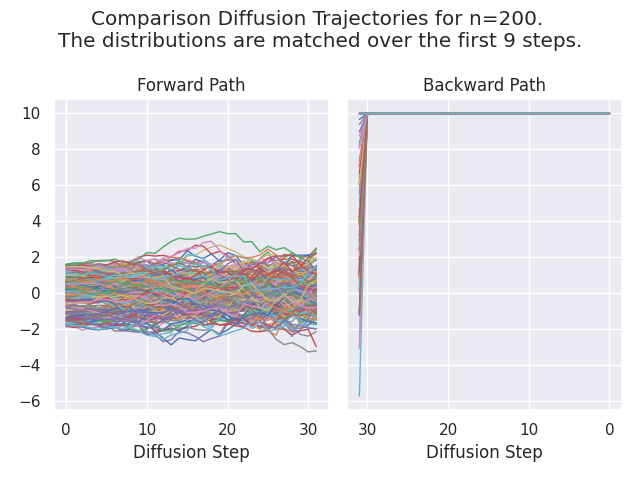 Comparison Diffusion Trajectories for n=200.
The distributions are matched over the first 9 steps.
Forward Path
Backward Path
10
8
6
4
2
0
−2
−4
−6
0 10 20 30
30 20 10 0
Diffusion Step
Diffusion Step